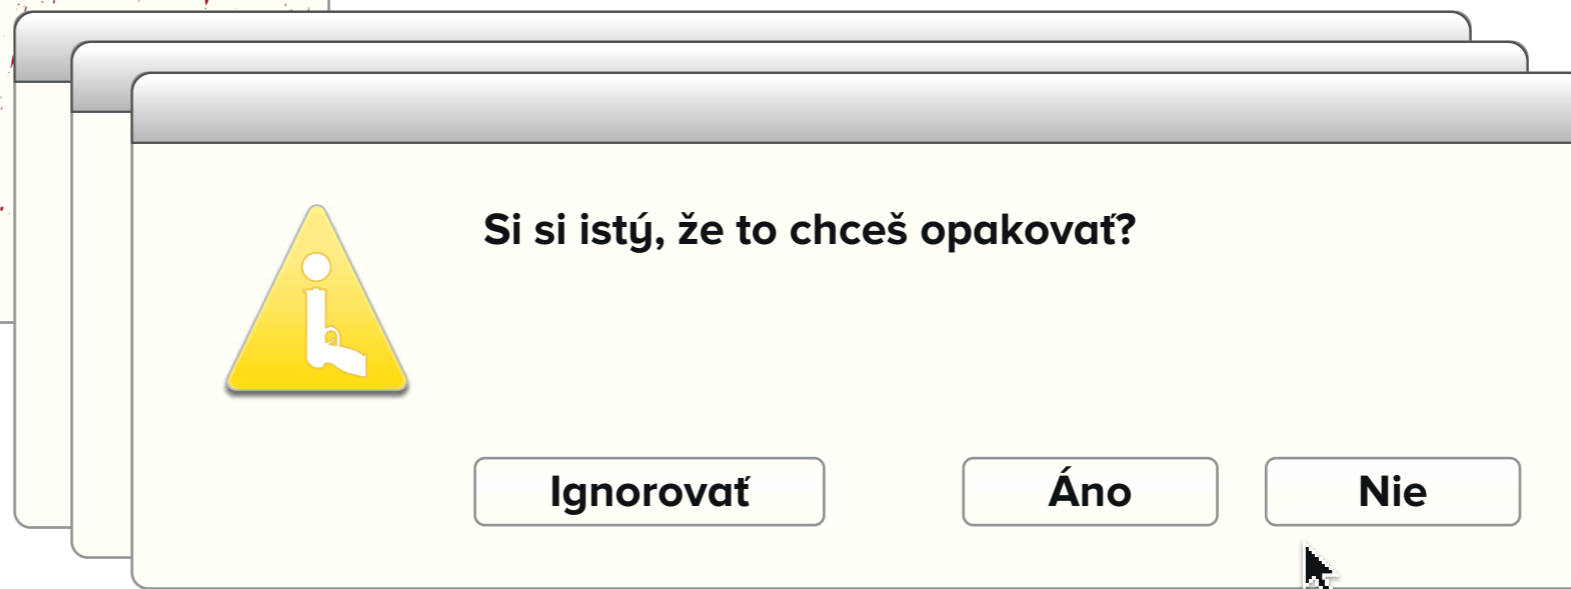 Si si istý, že to chceš opakovať?
Ignorovať
Áno
Nie